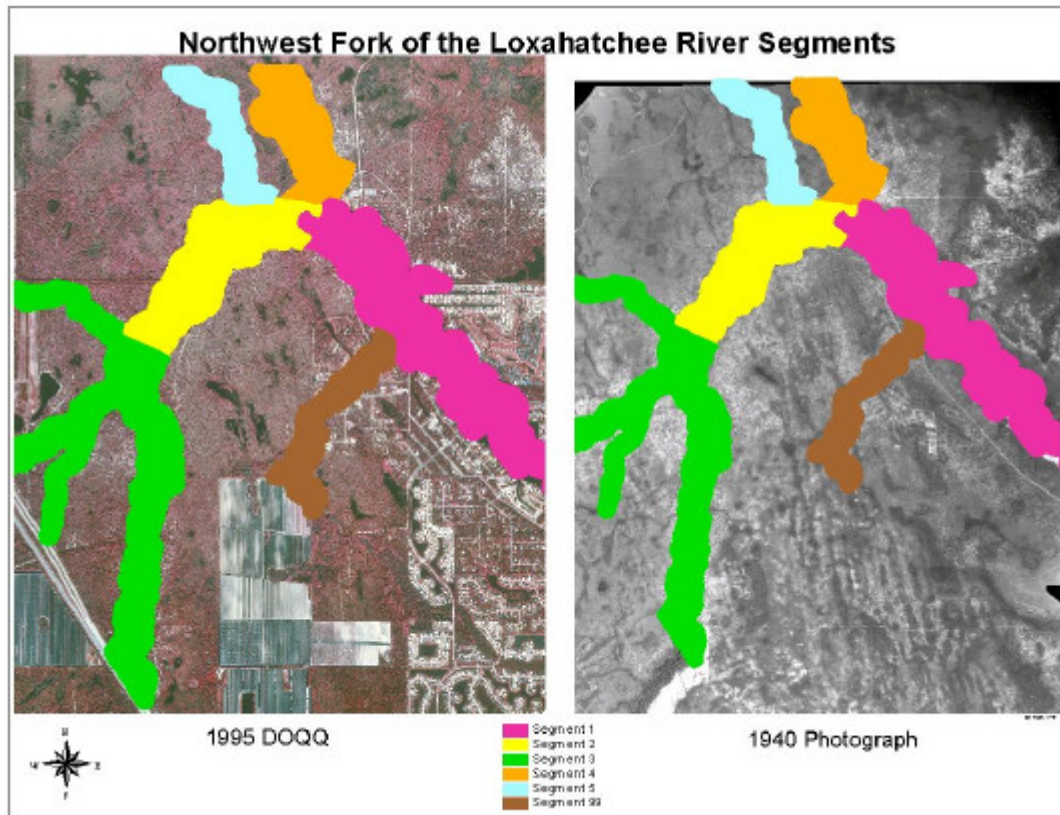 Northwest Fork of the Loxahatchee River Segments
1995 DOQQ
1940 Photograph
Segment 1
Segment 2
Segment 3
Segment 4
Segment 5
Segment 99